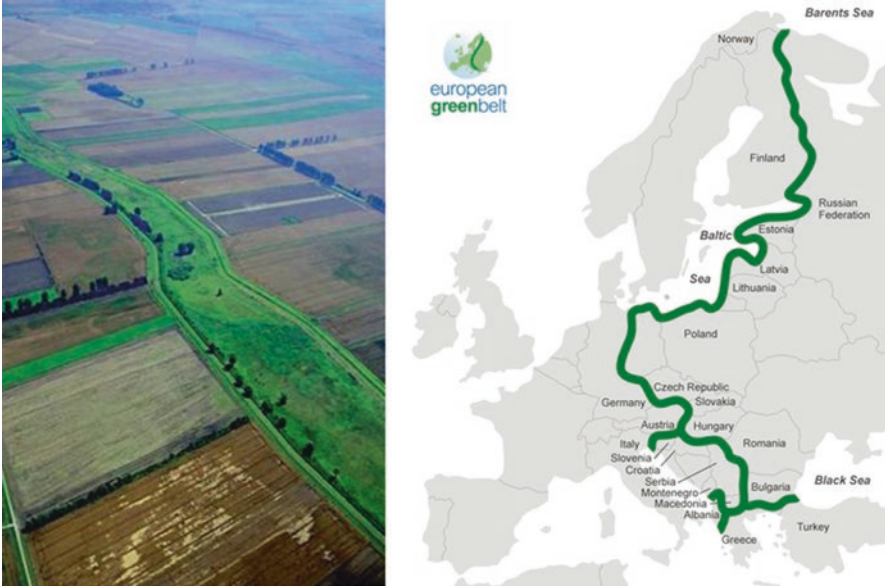 european
greenbelt
Barents Sea
Norway
Finland
Russian
Federation
Estonia
Baltic
Sea
Latvia
Lithuania
Poland
Czech Republic
Germany
Slovakia
Austria
Hungary
Italy
Romania
Slovenia
Croatia
Serbia
Black Sea
Montenegro
Bulgaria
Macedonia
Albania
Turkey
Greece